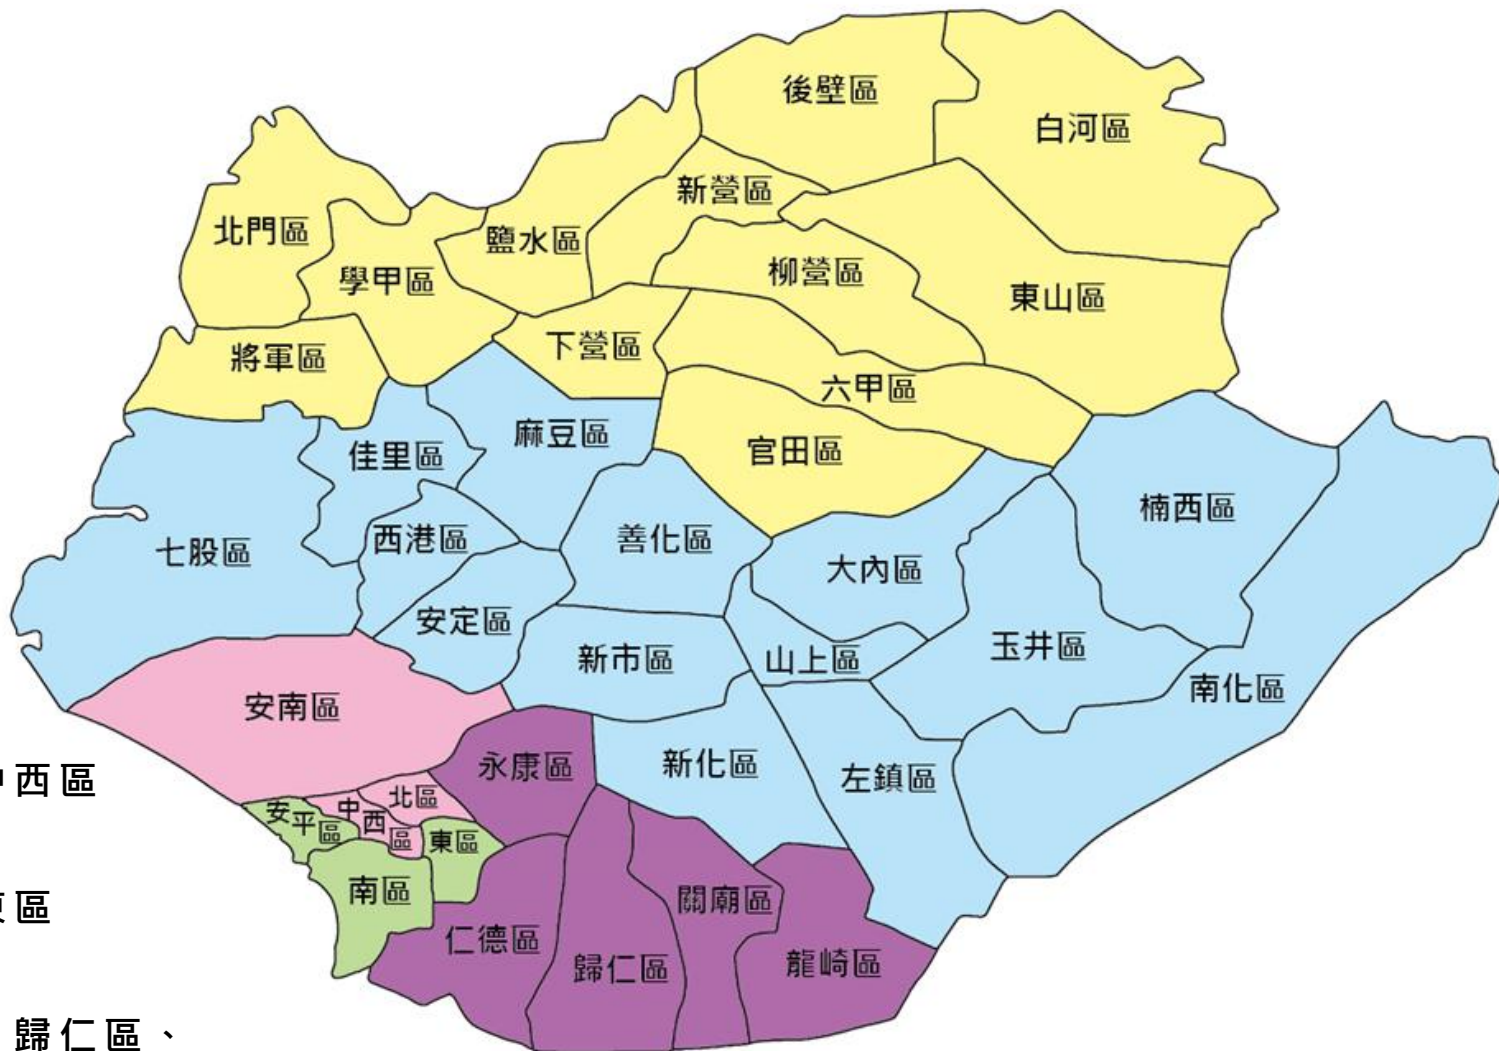 後壁區
白河區
新營區
北門區
鹽水區
學甲區
柳營區
東山區
下營區
將軍區
六甲區
麻豆區
官田區
佳里區
楠西區
西港區
善化區
七股區
大內區
安定區
玉井區
新市區
山上區
南化區
安南區
永康區
新化區
左鎮區
中西區
北區
安平區
中西區
東區
南區
東區
關廟區
仁德區
龍崎區
歸仁區
歸仁區、